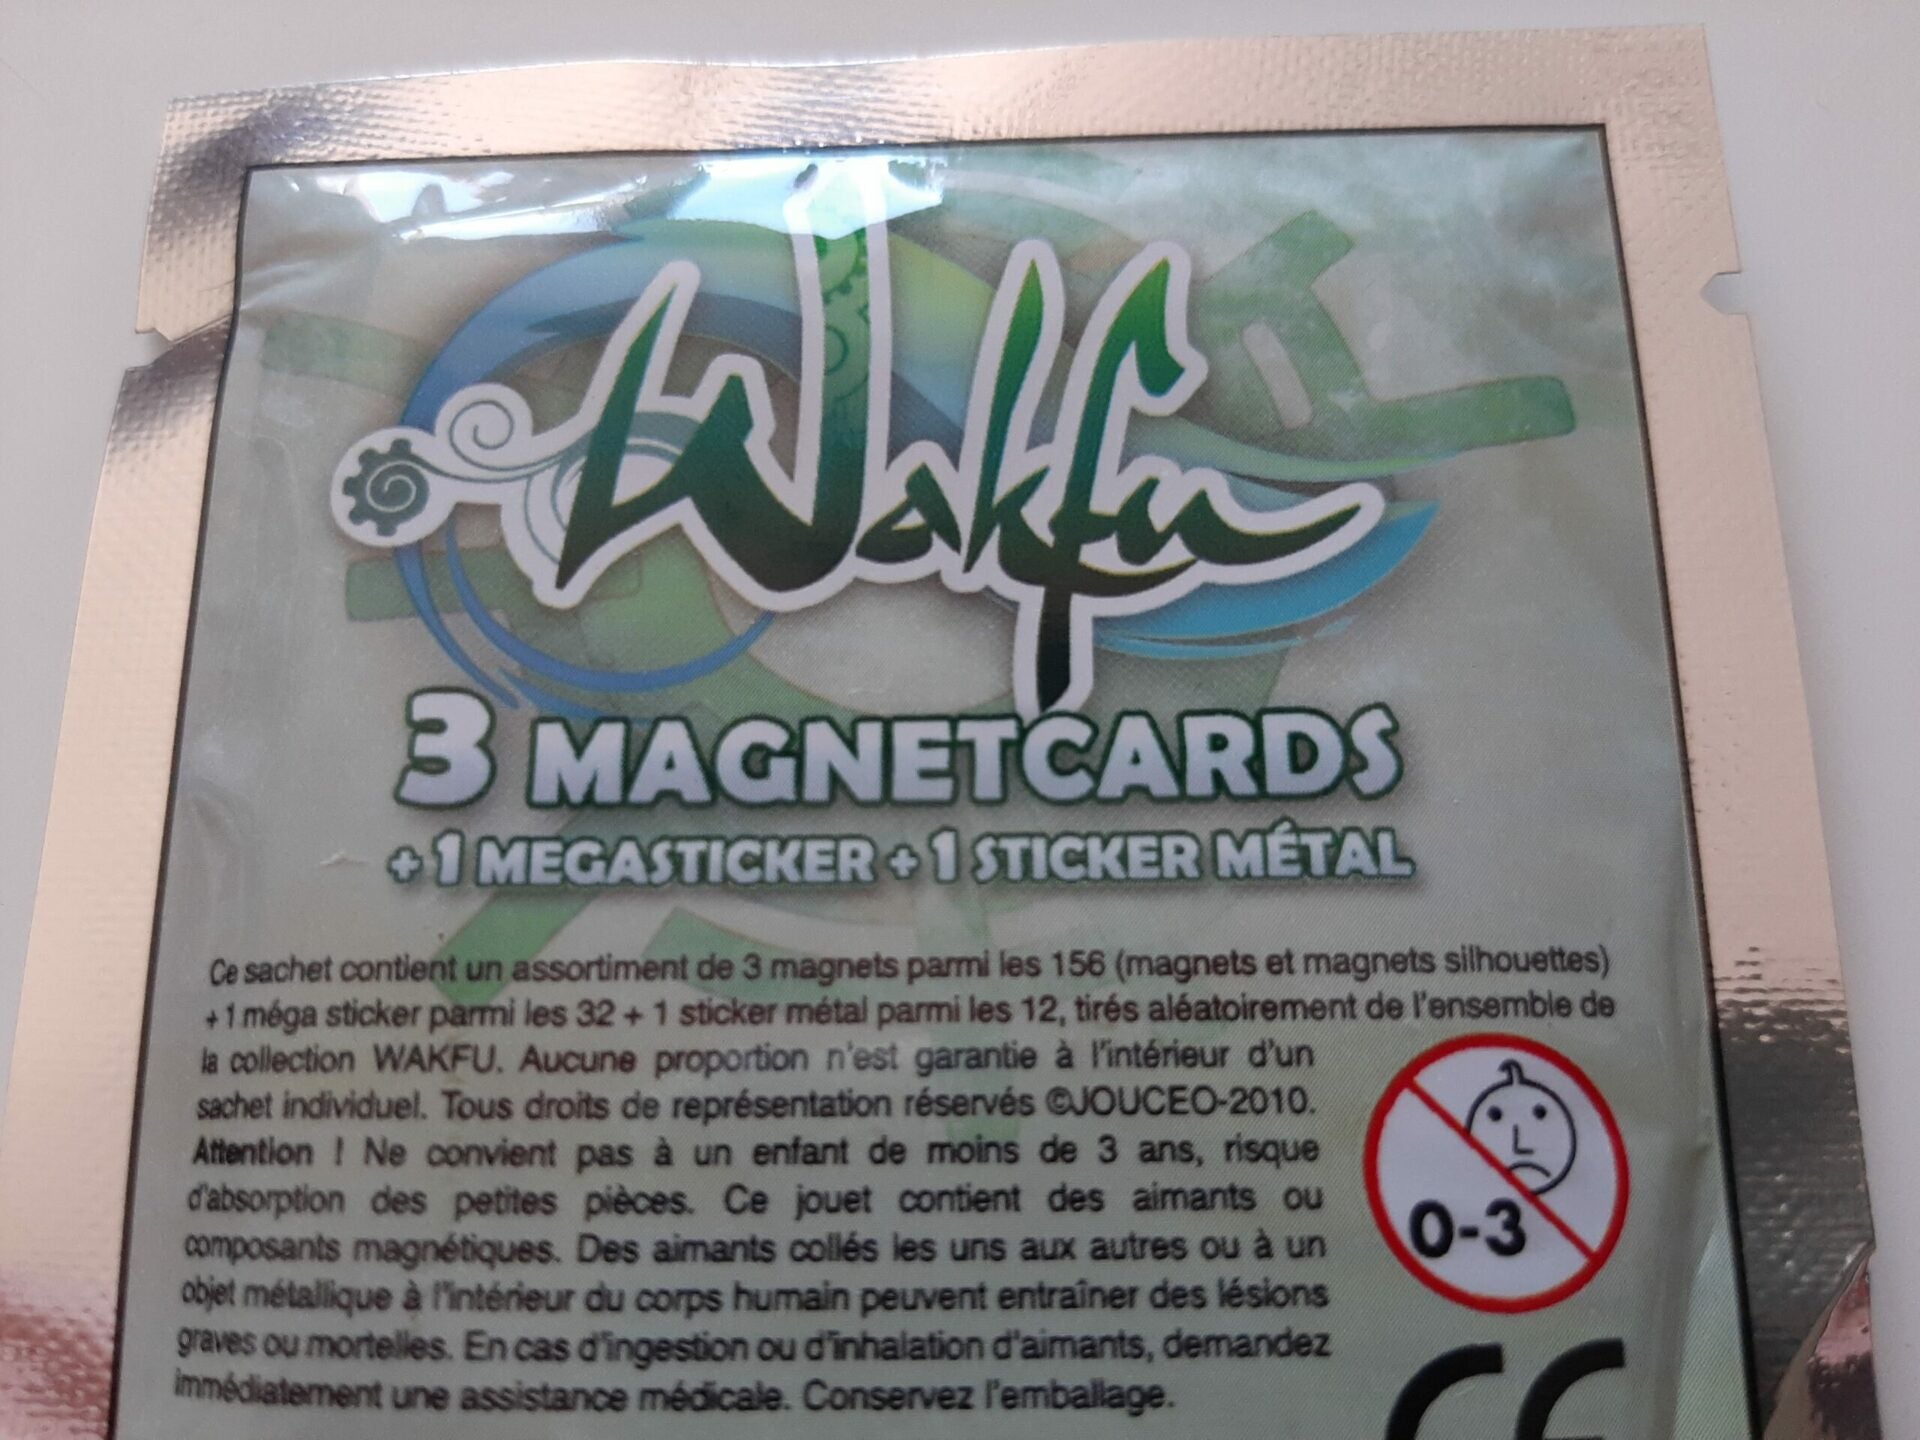 Wakfu
3 MAGNETCARDS
+ 1 MEGASTICKER + 1 STICKER MÉTAL
Ce sachet contient un assortiment de 3 magnets parmi les 156 (magnets et magnets silhouettes)
+ 1 méga sticker parmi les 32 + 1 sticker métal parmi les 12, tirés aléatoirement de l'ensemble de
la collection WAKFU. Aucune proportion n'est garantie à l'intérieur d'un
sachet individuel. Tous droits de représentation réservés ©JOUCEO-2010.
Attention ! Ne convient pas à un enfant de moins de 3 ans, risque
d'absorption des petites pièces. Ce jouet contient des aimants ou
composants magnétiques. Des aimants collés les uns aux autres ou à un
objet métallique à l'intérieur du corps humain peuvent entraîner des lésions
graves ou mortelles. En cas d'ingestion ou d'inhalation d'aimants, demandez
immédiatement une assistance médicale. Conservez l'emballage.
0-3
CE